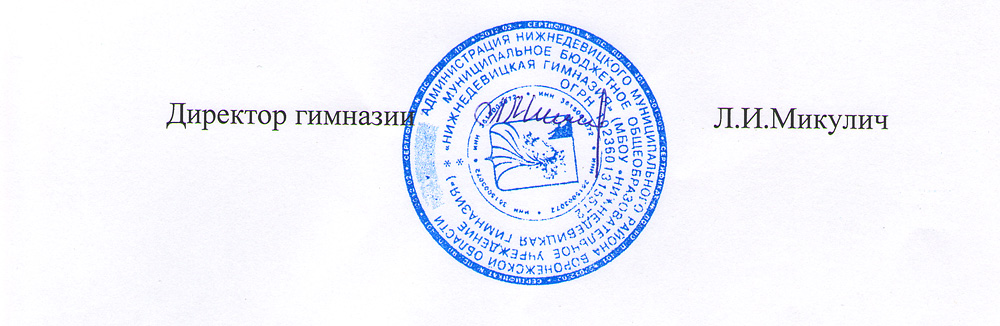 Директор гимназии
Л.И.Микулич
АДМИНИСТРАЦИЯ НИЖНЕДЕВИЦКОГО МУНИЦИПАЛЬНОГО РАЙОНА ВОРОНЕЖСКОЙ ОБЛАСТИ
МУНИЦИПАЛЬНОЕ БЮДЖЕТНОЕ ОБЩЕОБРАЗОВАТЕЛЬНОЕ УЧРЕЖДЕНИЕ
«НИЖНЕДЕВИЦКАЯ ГИМНАЗИЯ» (МБОУ «НИЖНЕДЕВИЦКАЯ ГИМНАЗИЯ»)
ОГРН